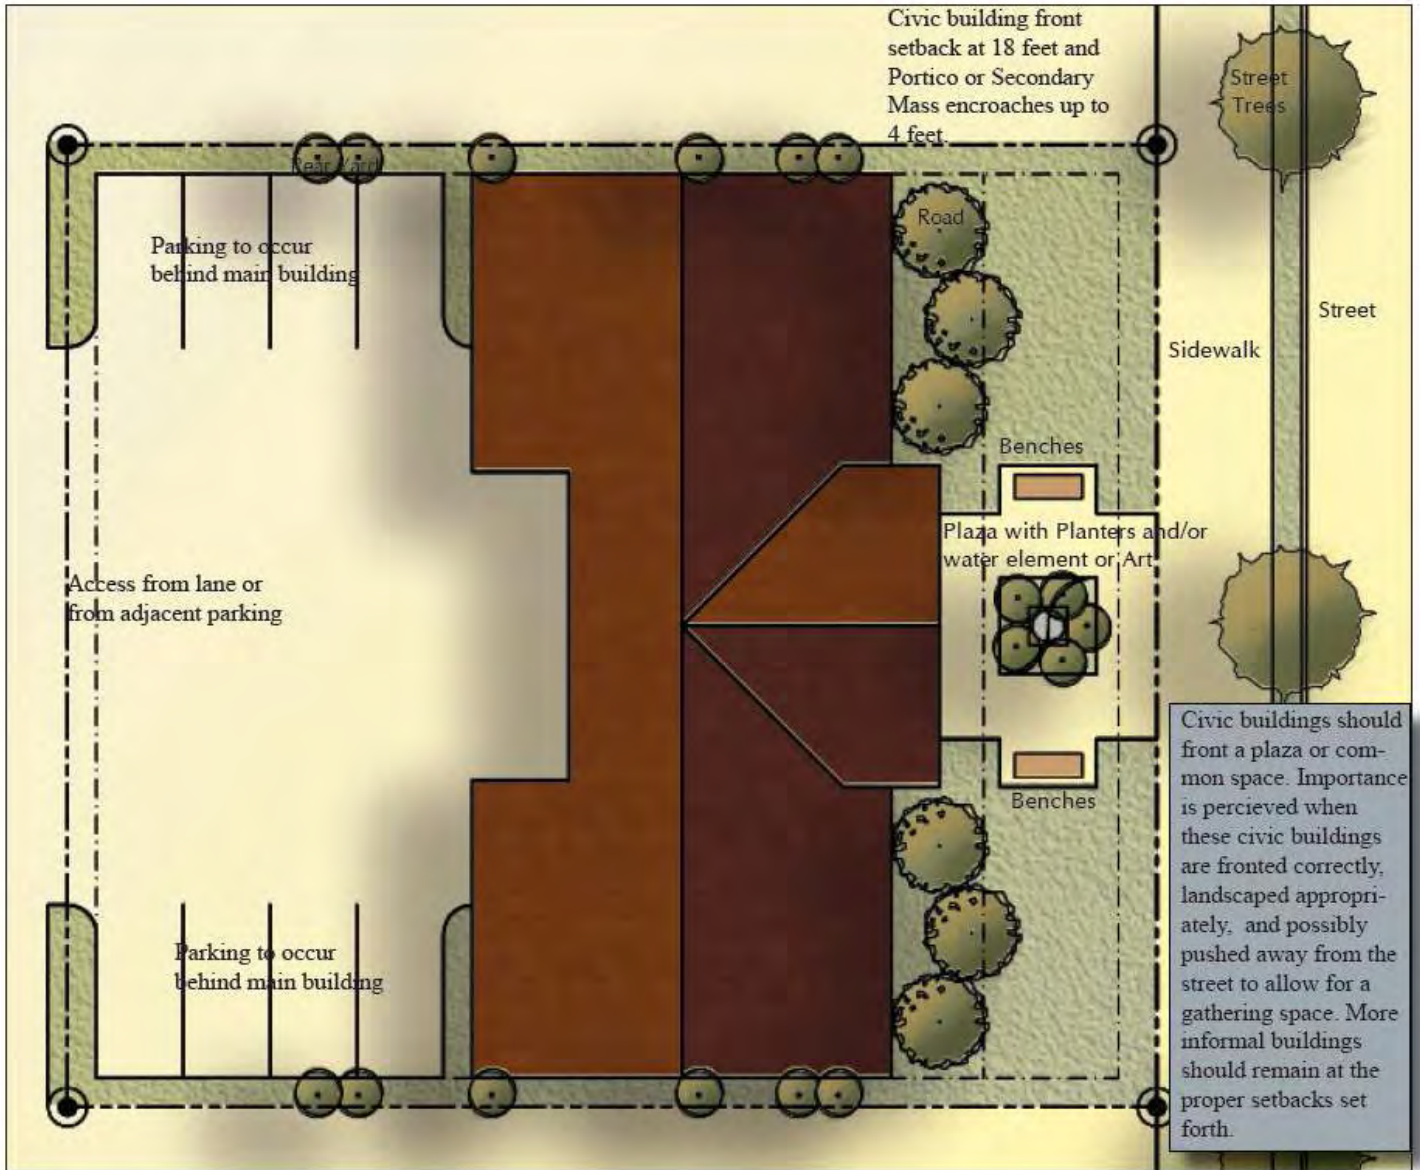 Civic building front
setback at 18 feet and
Portico or Secondary
Mass encroaches up to
4 feet.
Street
Trees
Rear Yard
Road
Parking to occur
behind main building
Street
Sidewalk
Benches
Plaza with Planters and/or
water element or Art
Access from lane or
from adjacent parking
Benches
Parking to occur
behind main building
Civic buildings should
front a plaza or com-
mon space. Importance
is percieved when
these civic buildings
are fronted correctly,
landscaped appropri-
ately, and possibly
pushed away from the
street to allow for a
gathering space. More
informal buildings
should remain at the
proper setbacks set
forth.